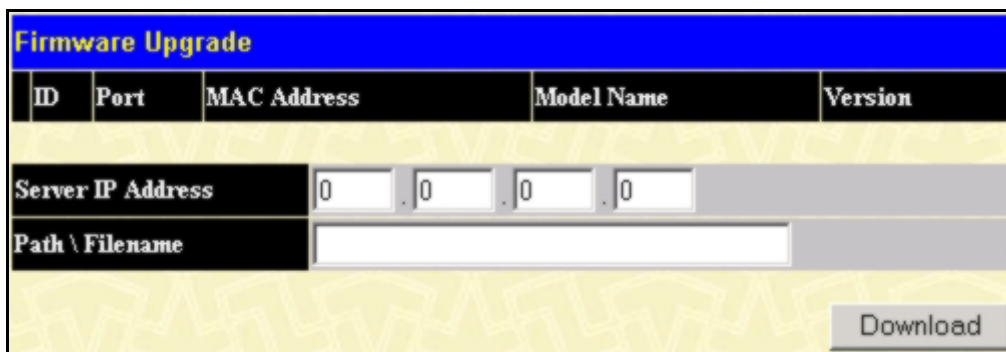 Firmware Upgrade
ID Port MAC Address Model Name Version
Server IP Address 0 . 0 . 0 . 0
Path \ Filename
Download